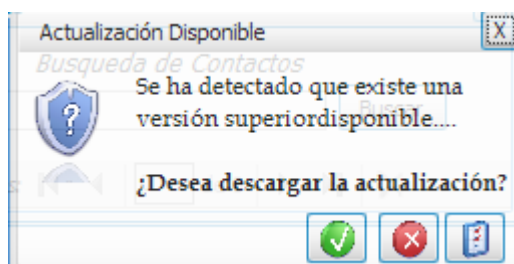 Actualización Disponible
X
Busqueda de Contactos
Se ha detectado que existe una
Buscar
versión superiordisponible....
¿Desea descargar la actualización?